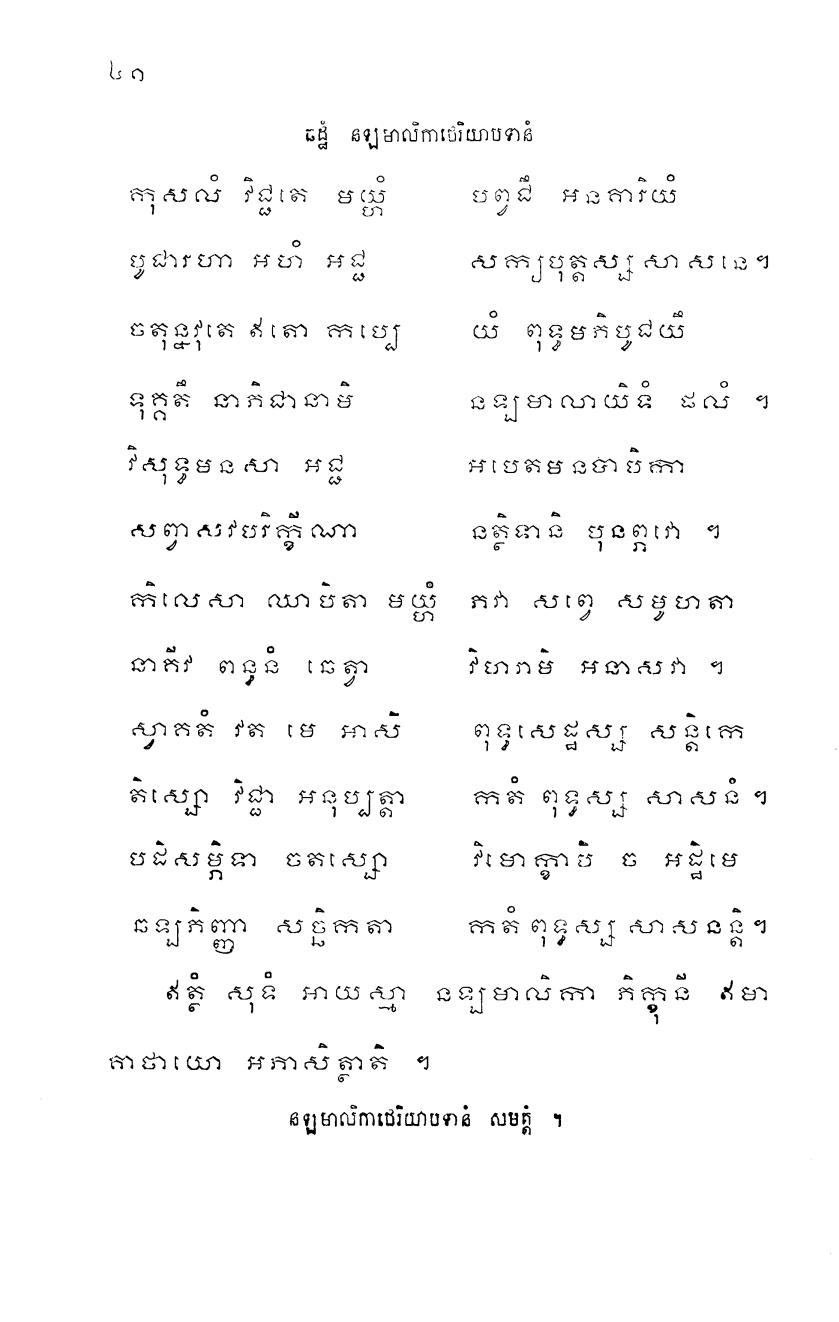 ៤១
ឆដ្ឋំ នឡមាលិកាថេរិយាបទានំ
កុសលំ វិជ្ជតេ មយ្ហំ បព្វជឹ អនគារិយំ
បូជារហា អហំ អជ្ជ សក្យបុត្តស្ស សាសនេ។
ចតុន្នវុតេ ឥតោ កប្បេ យំ ពុទ្ធមភិបូជយឹ
ទុគ្គតឹ នាភិជានាមិ នឡមាលាយិទំ ផលំ ។
វិសុទ្ធមនសា អជ្ជ អបេតមនបាបិកា
សព្វាសវបរិក្ខីណា នត្ថិទានិ បុនព្ភវោ ។
កិលេសា ឈាបិតា មយ្ហំ ភវា សព្វេ សមូហតា
នាគីវ ពន្ធនំ ឆេត្វា វិហរាមិ អនាសវា ។
ស្វាគតំ វត មេ អាសិ ពុទ្ធសេដ្ឋស្ស សន្តិកេ
តិស្សោ វិជ្ជា អនុប្បត្តា កតំ ពុទ្ធស្ស សាសនំ ។
បដិសម្ភិទា ចតស្សោ វិមោក្ខាបិ ច អដ្ឋិមេ
ឆឡភិញ្ញា សច្ឆិកតា កតំ ពុទ្ធស្ស សាសនន្តិ។
ឥត្ថំ សុទំ អាយស្មា នឡមាលិកា ភិក្ខុនី ឥមា
គាថាយោ អភាសិត្ថាតិ ។
នឡមាលិកាថេរិយាបទានំ សមត្តំ ។